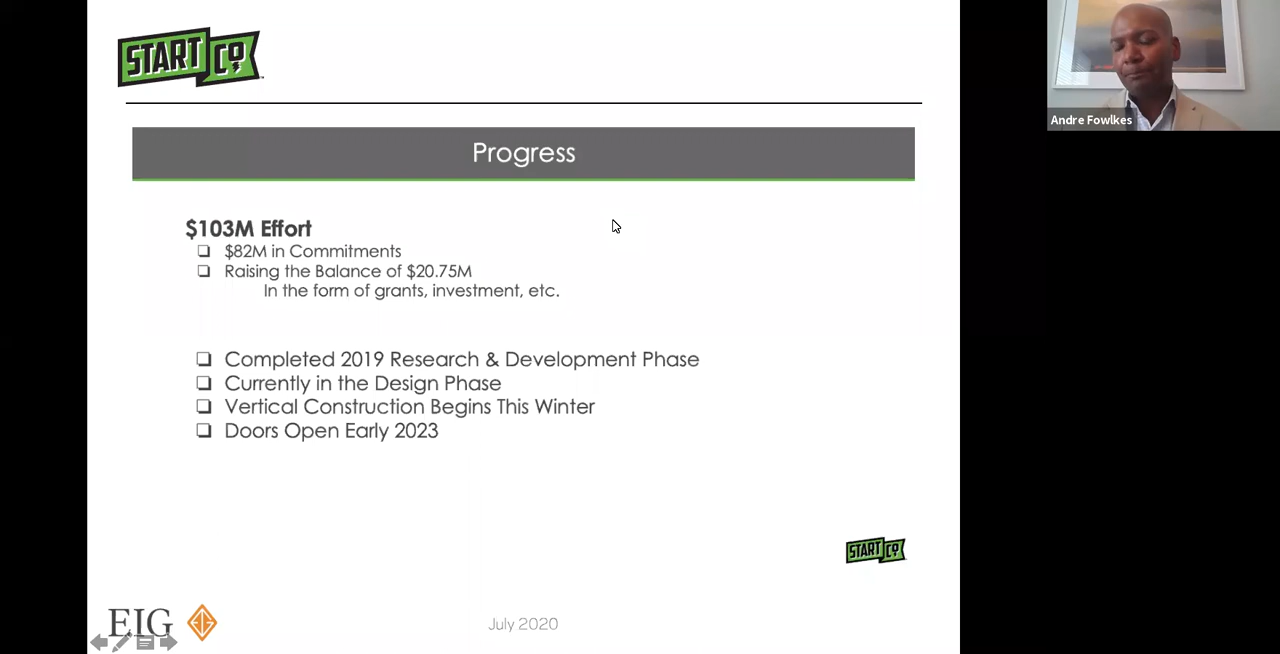 START CO
Andre Fowlkes
Progress
$103M Effort
$82M in Commitments
Raising the Balance of $20.75M
In the form of grants, investment, etc.
Completed 2019 Research & Development Phase
Currently in the Design Phase
Vertical Construction Begins This Winter
Doors Open Early 2023
START CO
EIG
July 2020